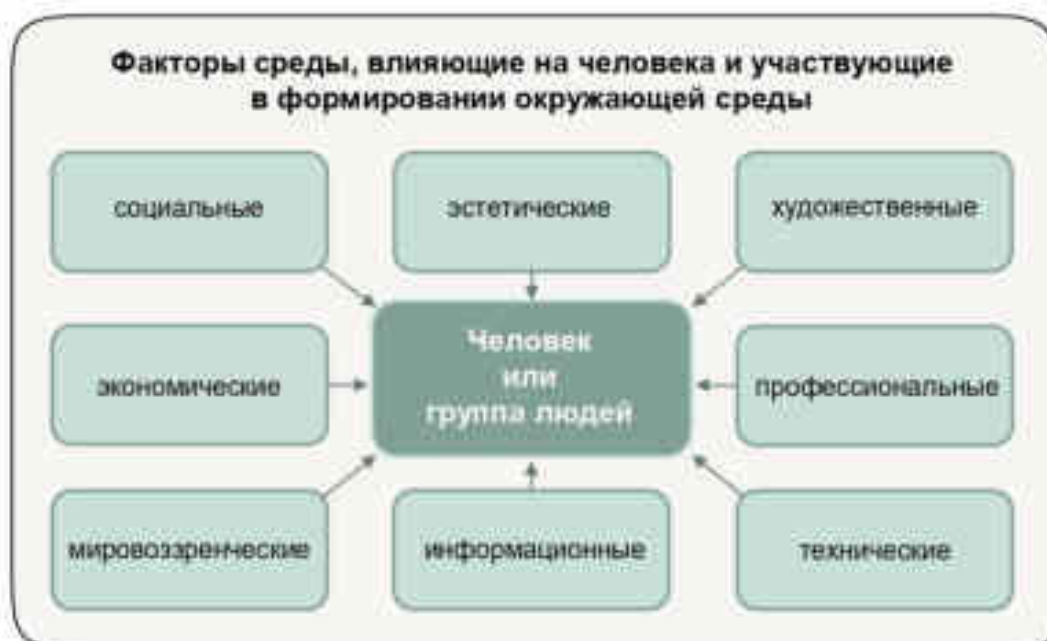 Факторы среды, влияющие на человека и участвующие
в формировании окружающей среды
социальные
эстетические
художественные
экономические
Человек
или
группа людей
профессиональные
мировоззренческие
информационные
технические